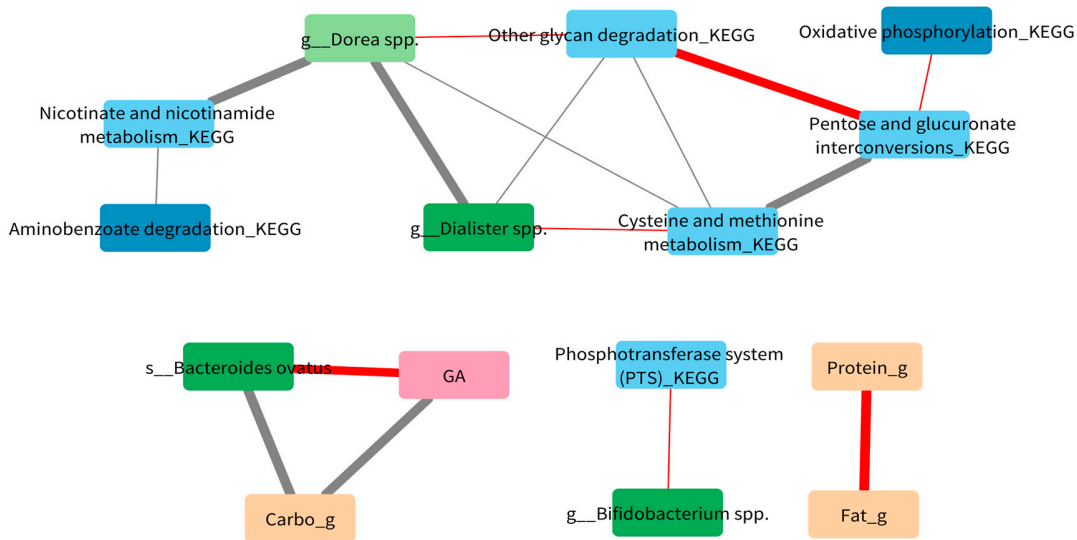 g__Dorea spp.
Other glycan degradation_KEGG
Oxidative phosphorylation_KEGG
Nicotinate and nicotinamide
metabolism_KEGG
Pentose and glucuronate
interconversions_KEGG
Aminobenzoate degradation_KEGG
g__Dialister spp.
Cysteine and methionine
metabolism_KEGG
s__Bacteroides ovatus
GA
Phosphotransferase system
(PTS)_KEGG
Protein_g
Carbo_g
g__Bifidobacterium spp.
Fat_g